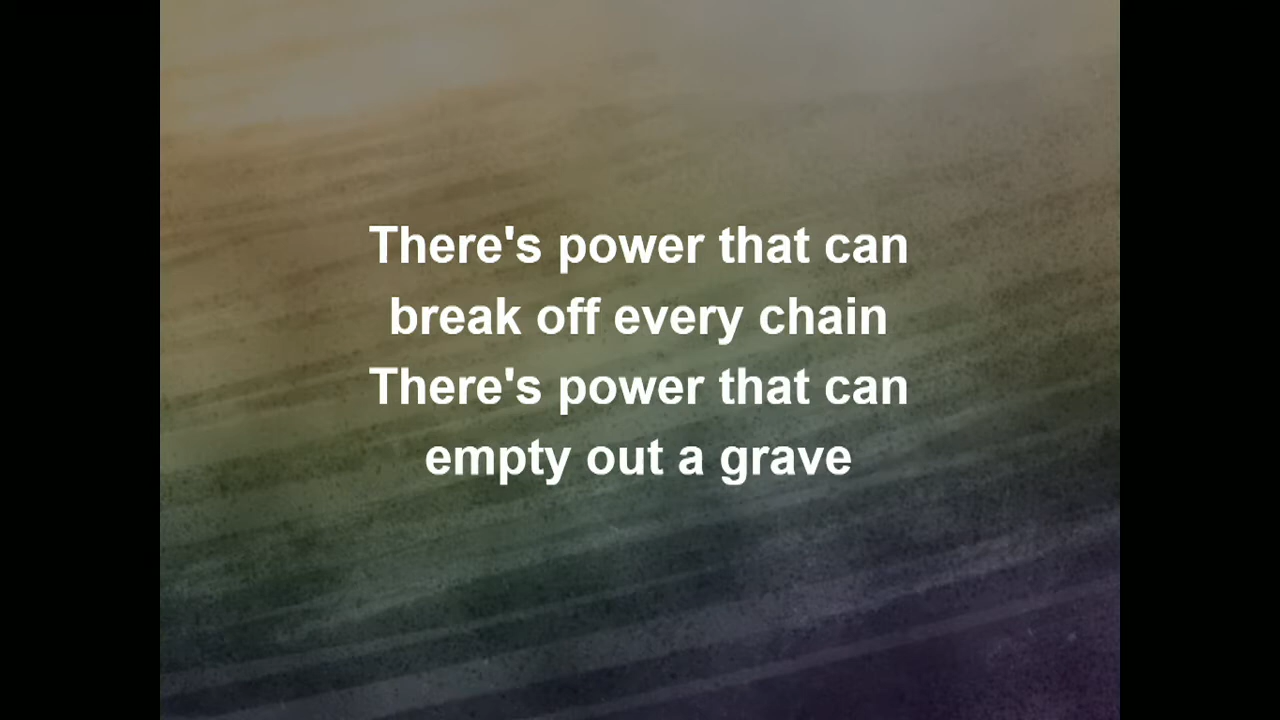 There's power that can
break off every chain
There's power that can
empty out a grave